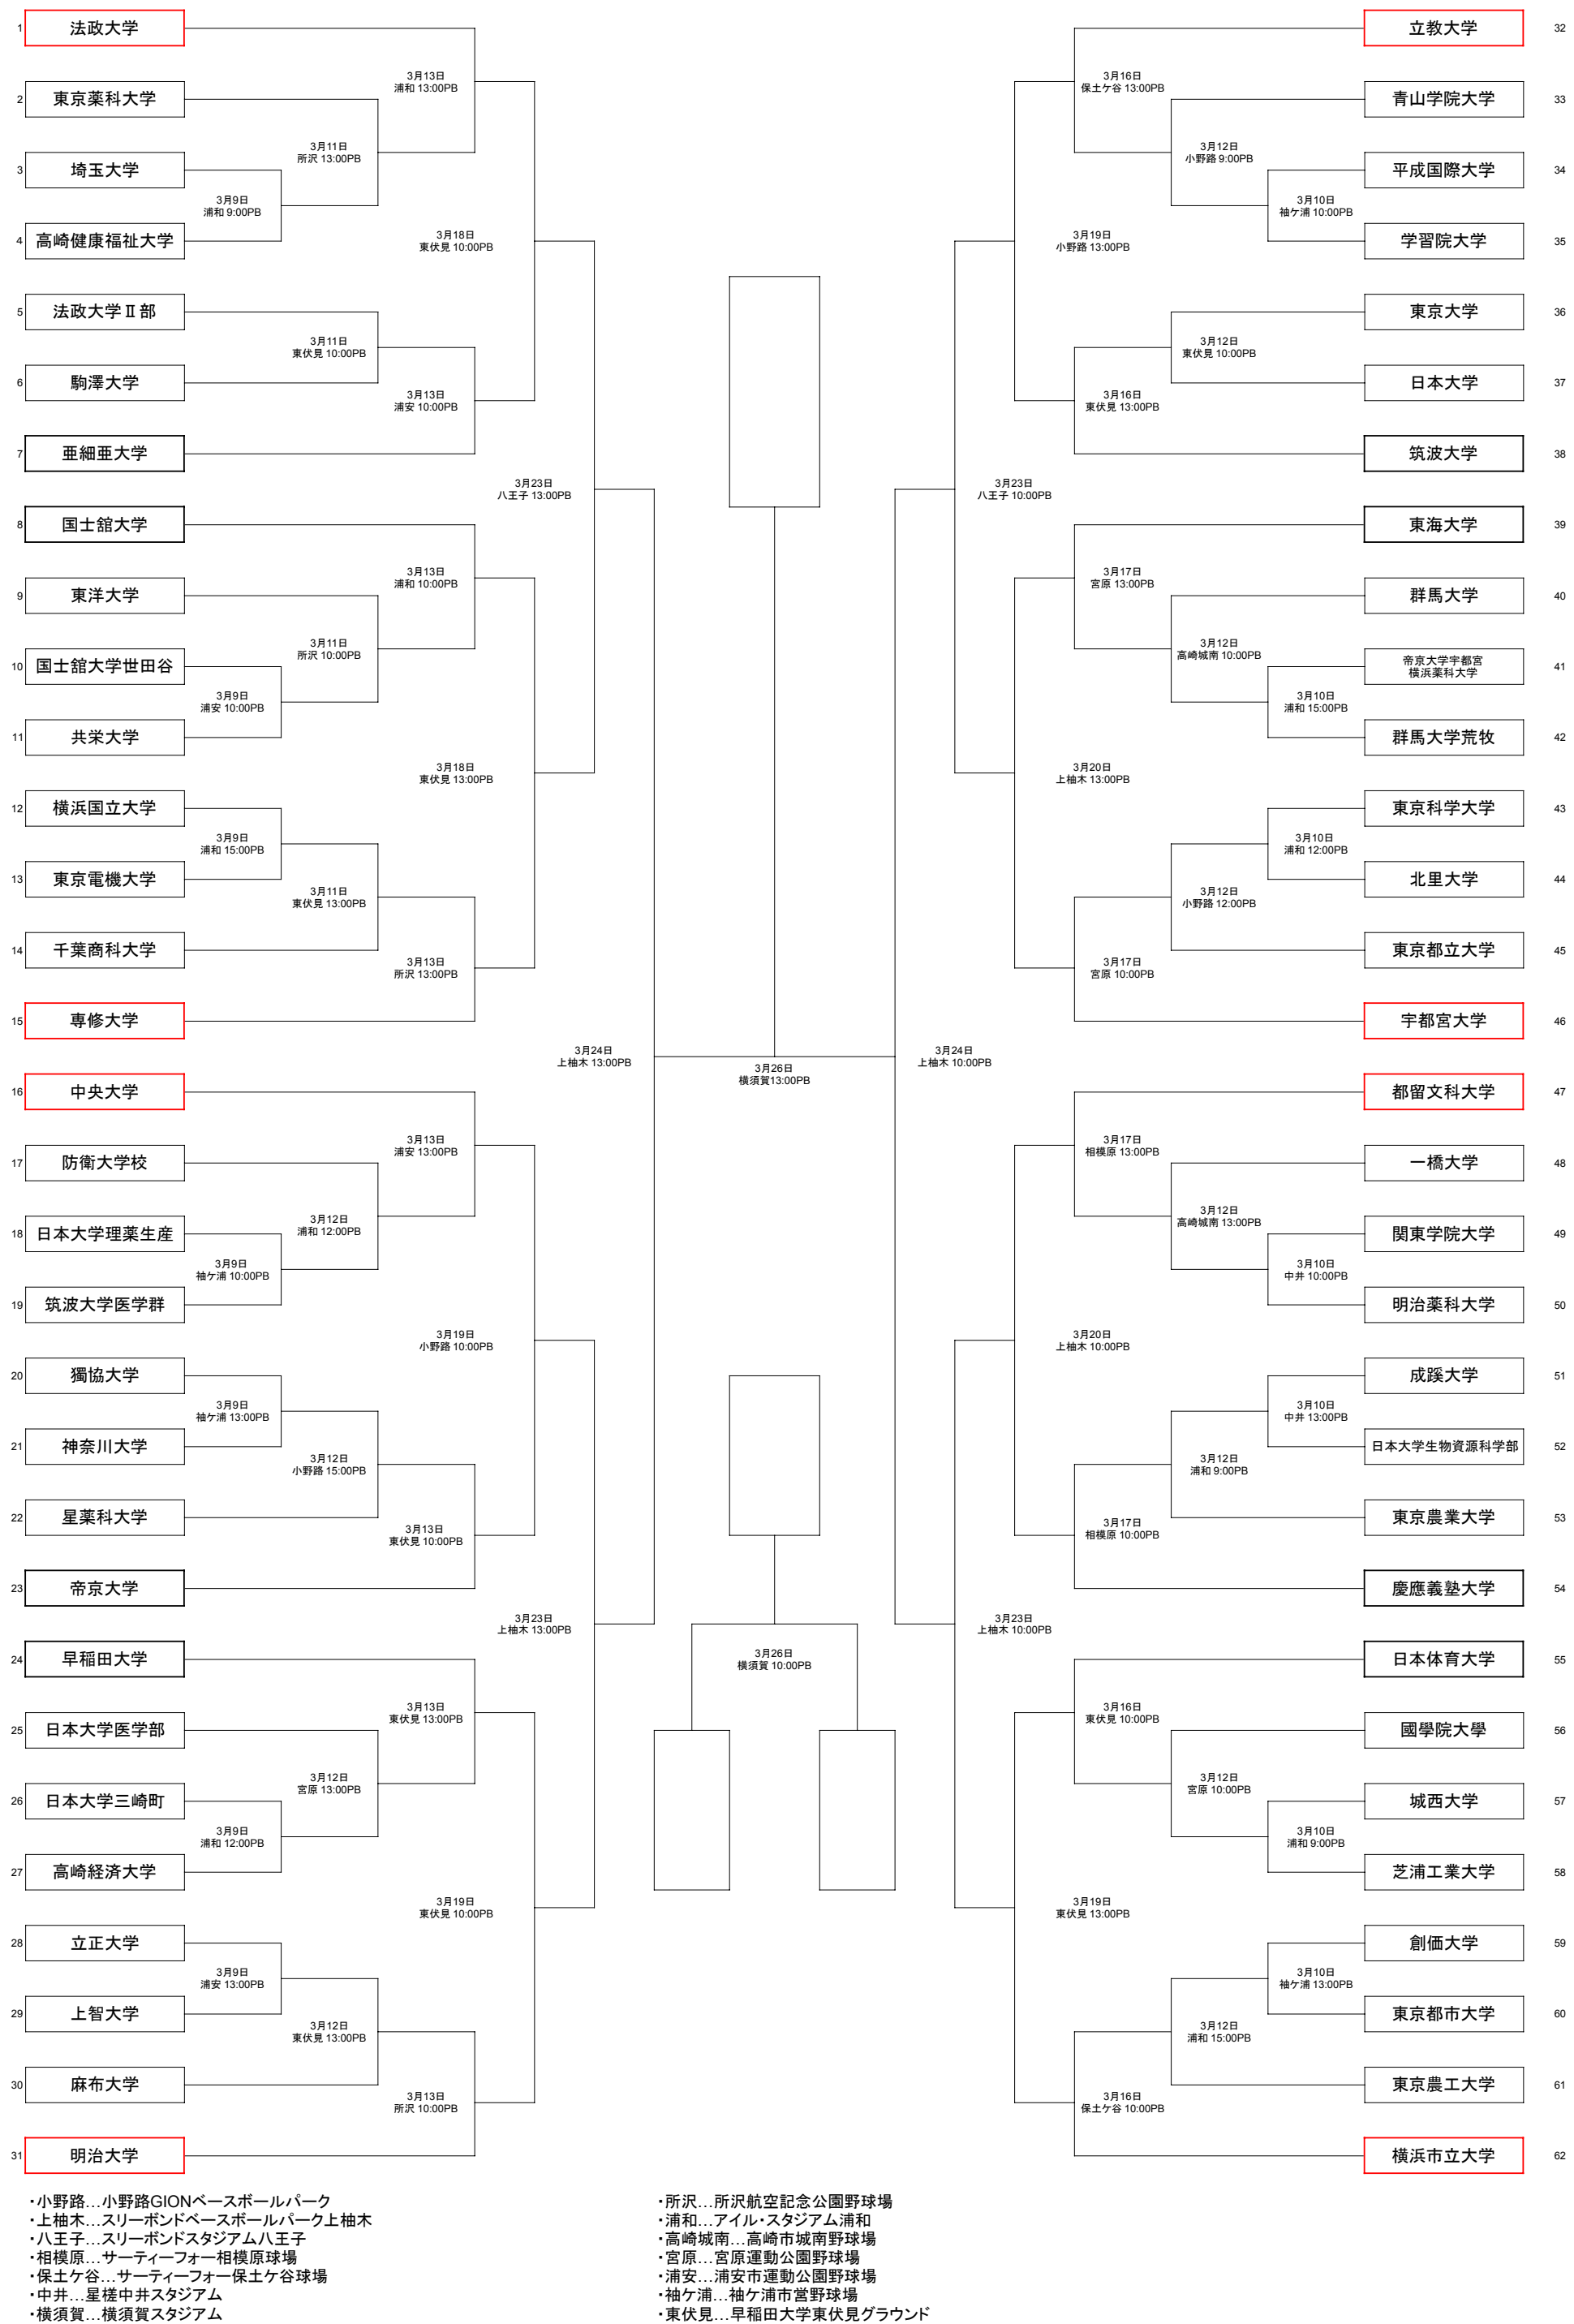 1 法政大学
2 東京薬科大学
3 埼玉大学
4 高崎健康福祉大学
5 法政大学Ⅱ部
6 駒澤大学
7 亜細亜大学
8 国士舘大学
9 東洋大学
10 国士舘大学世田谷
11 共栄大学
12 横浜国立大学
13 東京電機大学
14 千葉商科大学
15 専修大学
16 中央大学
17 防衛大学校
18 日本大学理薬生産
19 筑波大学医学群
20 獨協大学
21 神奈川大学
22 星薬科大学
23 帝京大学
24 早稲田大学
25 日本大学医学部
26 日本大学三崎町
27 高崎経済大学
28 立正大学
29 上智大学
30 麻布大学
31 明治大学
3月9日
浦和 9:00PB
3月9日
浦安 10:00PB
3月9日
浦和 15:00PB
3月9日
袖ケ浦 10:00PB
3月9日
袖ケ浦 13:00PB
3月9日
浦和 12:00PB
3月9日
浦安 13:00PB
3月11日
所沢 13:00PB
3月11日
東伏見 10:00PB
3月11日
所沢 10:00PB
3月11日
東伏見 13:00PB
3月12日
浦和 12:00PB
3月12日
小野路 15:00PB
3月12日
宮原 13:00PB
3月12日
東伏見 13:00PB
3月13日
浦和 13:00PB
3月13日
浦安 10:00PB
3月13日
浦和 10:00PB
3月13日
所沢 13:00PB
3月13日
浦安 13:00PB
3月13日
東伏見 10:00PB
3月13日
東伏見 13:00PB
3月13日
所沢 10:00PB
3月18日
東伏見 10:00PB
3月18日
東伏見 13:00PB
3月19日
小野路 10:00PB
3月19日
東伏見 10:00PB
3月23日
八王子 13:00PB
3月23日
上柚木 13:00PB
3月24日
上柚木 13:00PB
3月26日
横須賀13:00PB
3月26日
横須賀 10:00PB
3月24日
上柚木 10:00PB
3月23日
八王子 10:00PB
3月23日
上柚木 10:00PB
3月19日
小野路 13:00PB
3月20日
上柚木 13:00PB
3月20日
上柚木 10:00PB
3月19日
東伏見 13:00PB
3月16日
保土ケ谷 13:00PB
3月16日
東伏見 13:00PB
3月17日
宮原 13:00PB
3月17日
宮原 10:00PB
3月17日
相模原 13:00PB
3月17日
相模原 10:00PB
3月16日
東伏見 10:00PB
3月16日
保土ケ谷 10:00PB
3月12日
小野路 9:00PB
3月12日
東伏見 10:00PB
3月12日
高崎城南 10:00PB
3月12日
小野路 12:00PB
3月12日
高崎城南 13:00PB
3月12日
浦和 9:00PB
3月12日
宮原 10:00PB
3月12日
浦和 15:00PB
3月10日
袖ケ浦 10:00PB
3月10日
浦和 15:00PB
3月10日
浦和 12:00PB
3月10日
中井 10:00PB
3月10日
中井 13:00PB
3月10日
浦和 9:00PB
3月10日
袖ケ浦 13:00PB
立教大学 32
青山学院大学 33
平成国際大学 34
学習院大学 35
東京大学 36
日本大学 37
筑波大学 38
東海大学 39
群馬大学 40
帝京大学宇都宮
横浜薬科大学 41
群馬大学荒牧 42
東京科学大学 43
北里大学 44
東京都立大学 45
宇都宮大学 46
都留文科大学 47
一橋大学 48
関東学院大学 49
明治薬科大学 50
成蹊大学 51
日本大学生物資源科学部 52
東京農業大学 53
慶應義塾大学 54
日本体育大学 55
國學院大學 56
城西大学 57
芝浦工業大学 58
創価大学 59
東京都市大学 60
東京農工大学 61
横浜市立大学 62
・小野路…小野路GIONベースボールパーク
・上柚木…スリーボンドベースボールパーク上柚木
・八王子…スリーボンドスタジアム八王子
・相模原…サーティーフォー相模原球場
・保土ケ谷…サーティーフォー保土ケ谷球場
・中井…星槎中井スタジアム
・横須賀…横須賀スタジアム
・所沢…所沢航空記念公園野球場
・浦和…アイル・スタジアム浦和
・高崎城南…高崎市城南野球場
・宮原…宮原運動公園野球場
・浦安…浦安市運動公園野球場
・袖ケ浦…袖ケ浦市営野球場
・東伏見…早稲田大学東伏見グラウンド